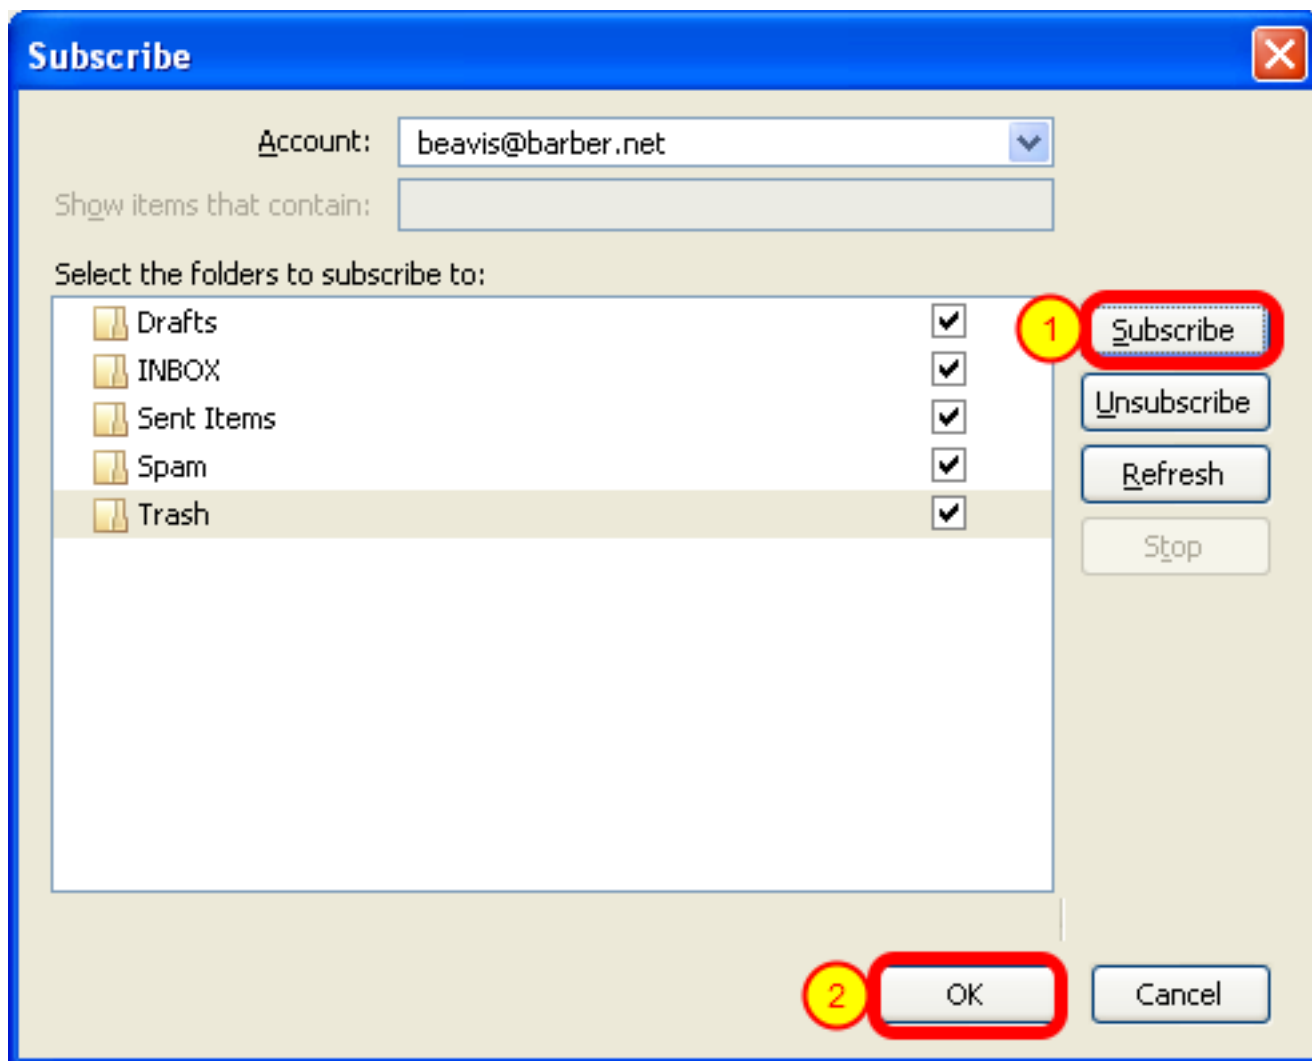 Subscribe
Account: beavis@barber.net
Show items that contain:
Select the folders to subscribe to:
Drafts
1 Subscribe
INBOX
Unsubscribe
Sent Items
Spam
Refresh
Trash
Stop
2 OK Cancel